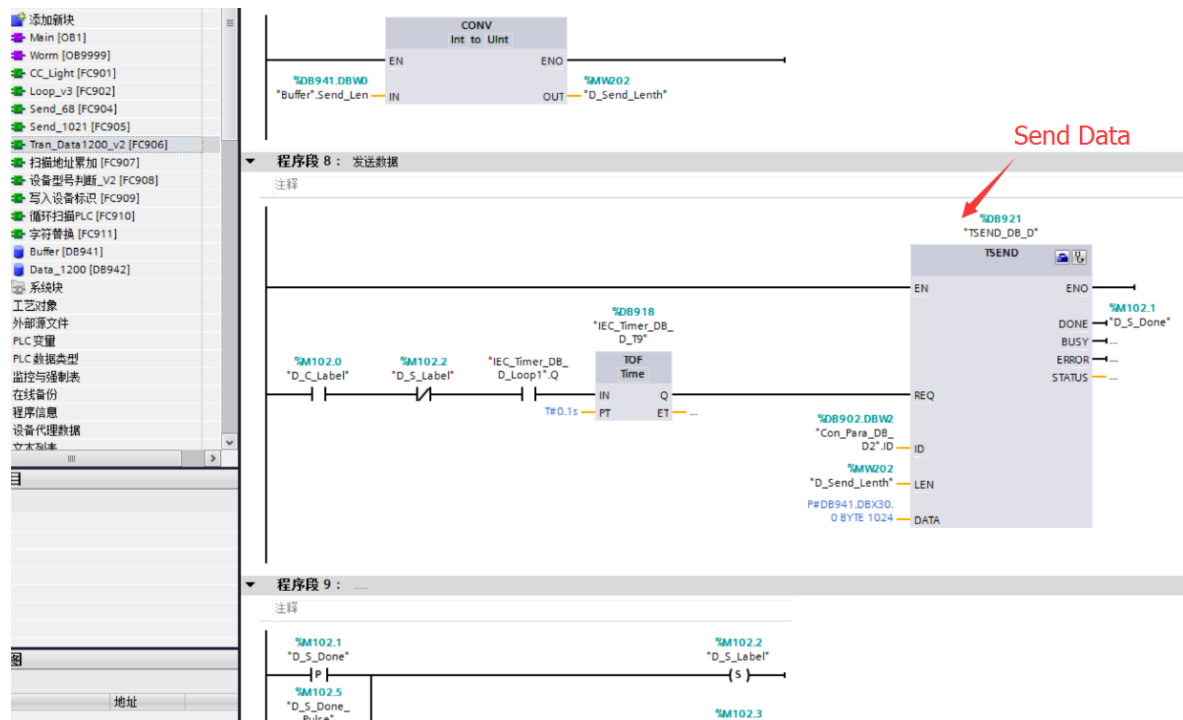 添加新块
Main [OB1]
Worm [OB9999]
CC_Light [FC901]
Loop_v3 [FC902]
Send_68 [FC904]
Send_1021 [FC905]
Tran_Data1200_v2 [FC906]
扫描地址累加 [FC907]
设备型号判断_V2 [FC908]
写入设备标识 [FC909]
循环扫描PLC [FC910]
字符替换 [FC911]
Buffer [DB941]
Data_1200 [DB942]
系统块
工艺对象
外部源文件
PLC 变量
PLC 数据类型
监控与强制表
在线备份
程序信息
设备代理数据
文本列表
目
图
地址
CONV
Int to UInt
EN ENO
%DB941.DBW0
"Buffer".Send_Len
IN
OUT
%MW202
"D_Send_Lenth"
Send Data
程序段 8： 发送数据
注释
%DB921
"TSEND_DB_D"
TSEND
EN ENO
%M102.1
DONE "D_S_Done"
BUSY ...
ERROR ...
STATUS ...
%DB918
"IEC_Timer_DB_
D_T9"
TOF
Time
%M102.0
"D_C_Label"
%M102.2
"D_S_Label"
"IEC_Timer_DB_
D_Loop1".Q
IN Q
T#0.1s PT ET ...
REQ
%DB902.DBW2
"Con_Para_DB_
D2".ID ID
%MW202
"D_Send_Lenth" LEN
P#DB941.DBX30.
0 BYTE 1024 DATA
程序段 9： ....
注释
%M102.1
"D_S_Done"
P
%M102.5
"D_S_Done_
Pulse"
%M102.2
"D_S_Label"
S
%M102.3